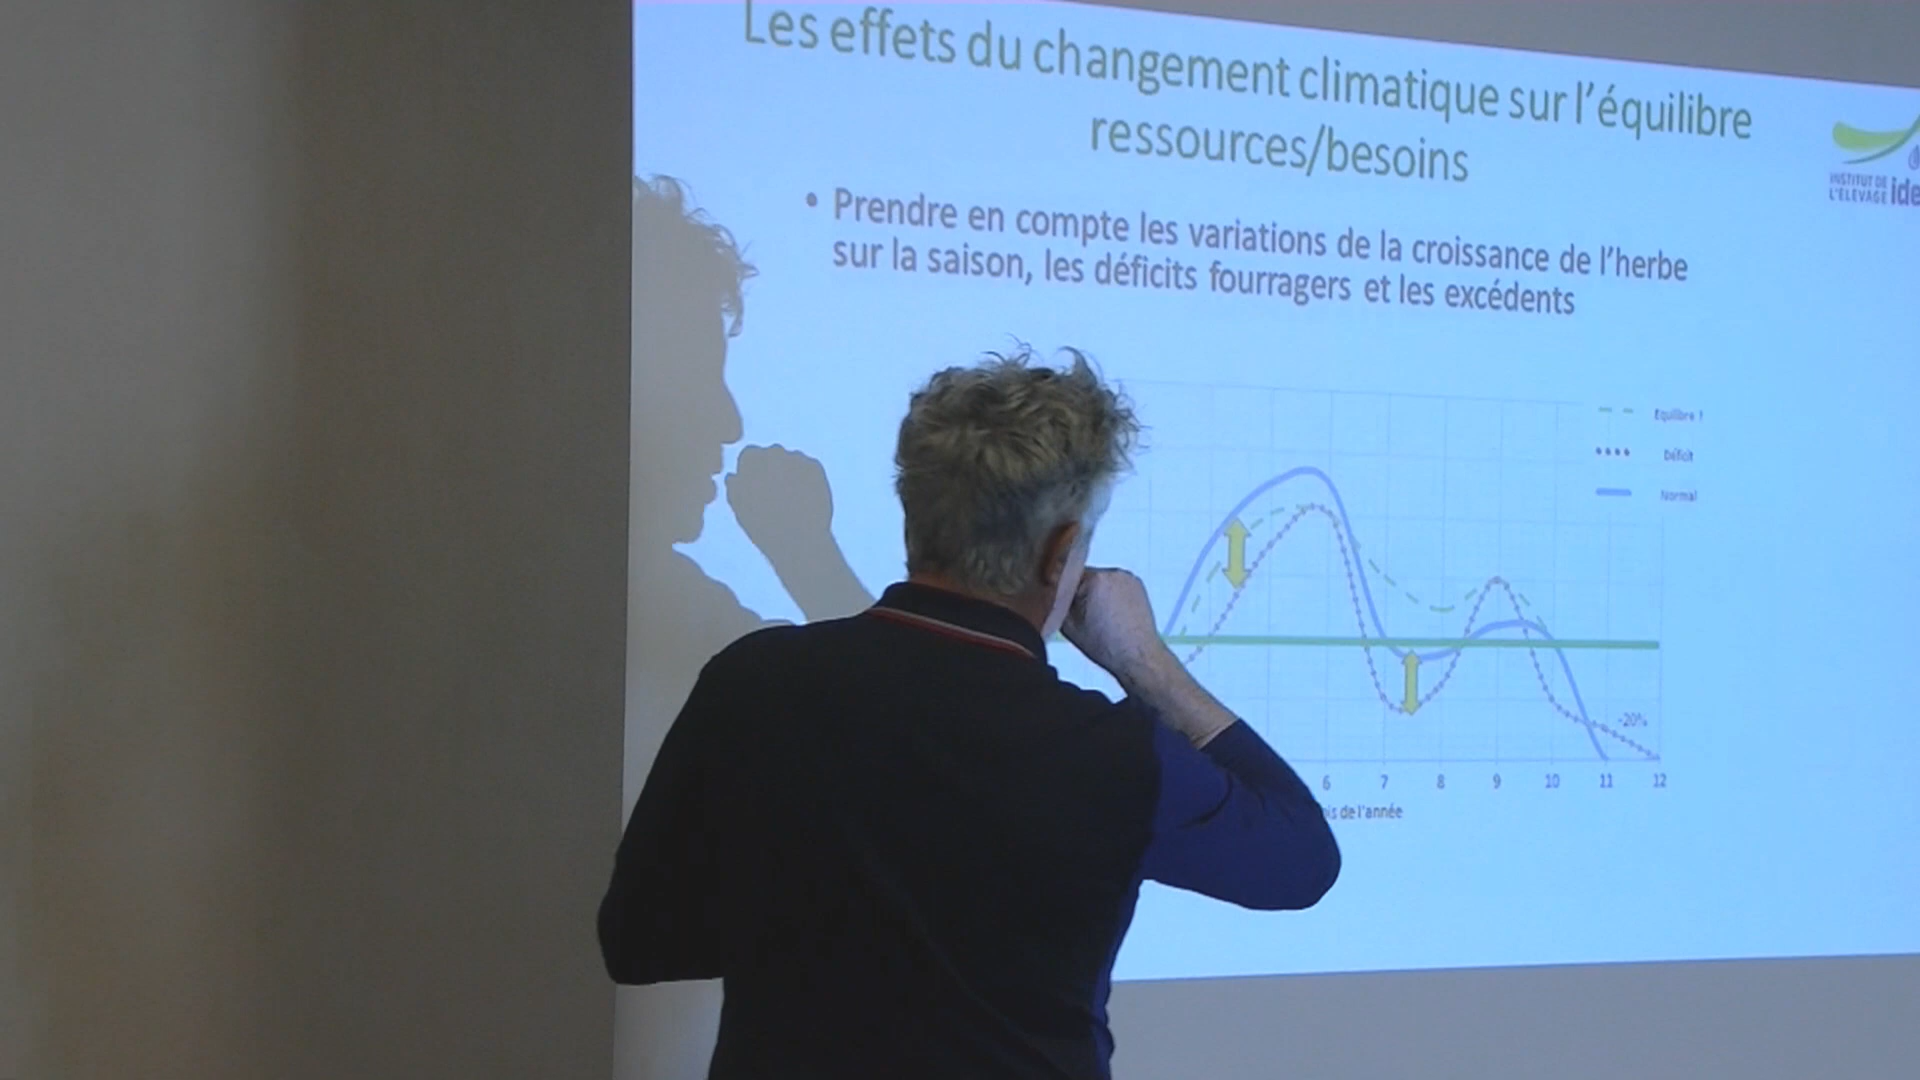 Les effets du changement climatique sur l'équilibre
ressources/besoins
INSTITUT DE
L'ELEVAGE ide
• Prendre en compte les variations de la croissance de l'herbe
sur la saison, les déficits fourragers et les excédents
Equilibre !
Déficit
Normal
-20%
6 7 8 9 10 11 12
de l'année